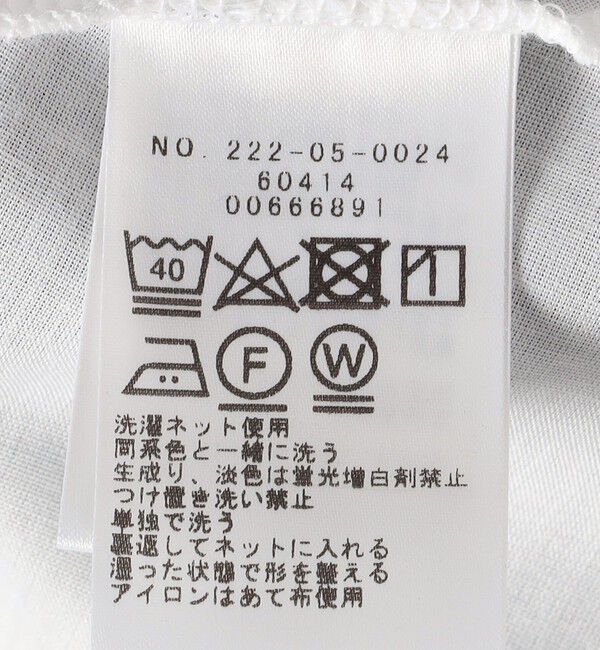 NO. 222-05-0024
60414
00666891
40
F W
洗濯ネット使用
同系色と一緒に洗う
生成り、淡色は蛍光増白剤禁止
つけ置き洗い禁止
単独で洗う
裏返してネットに入れる
湿った状態で形を整える
アイロンはあて布使用